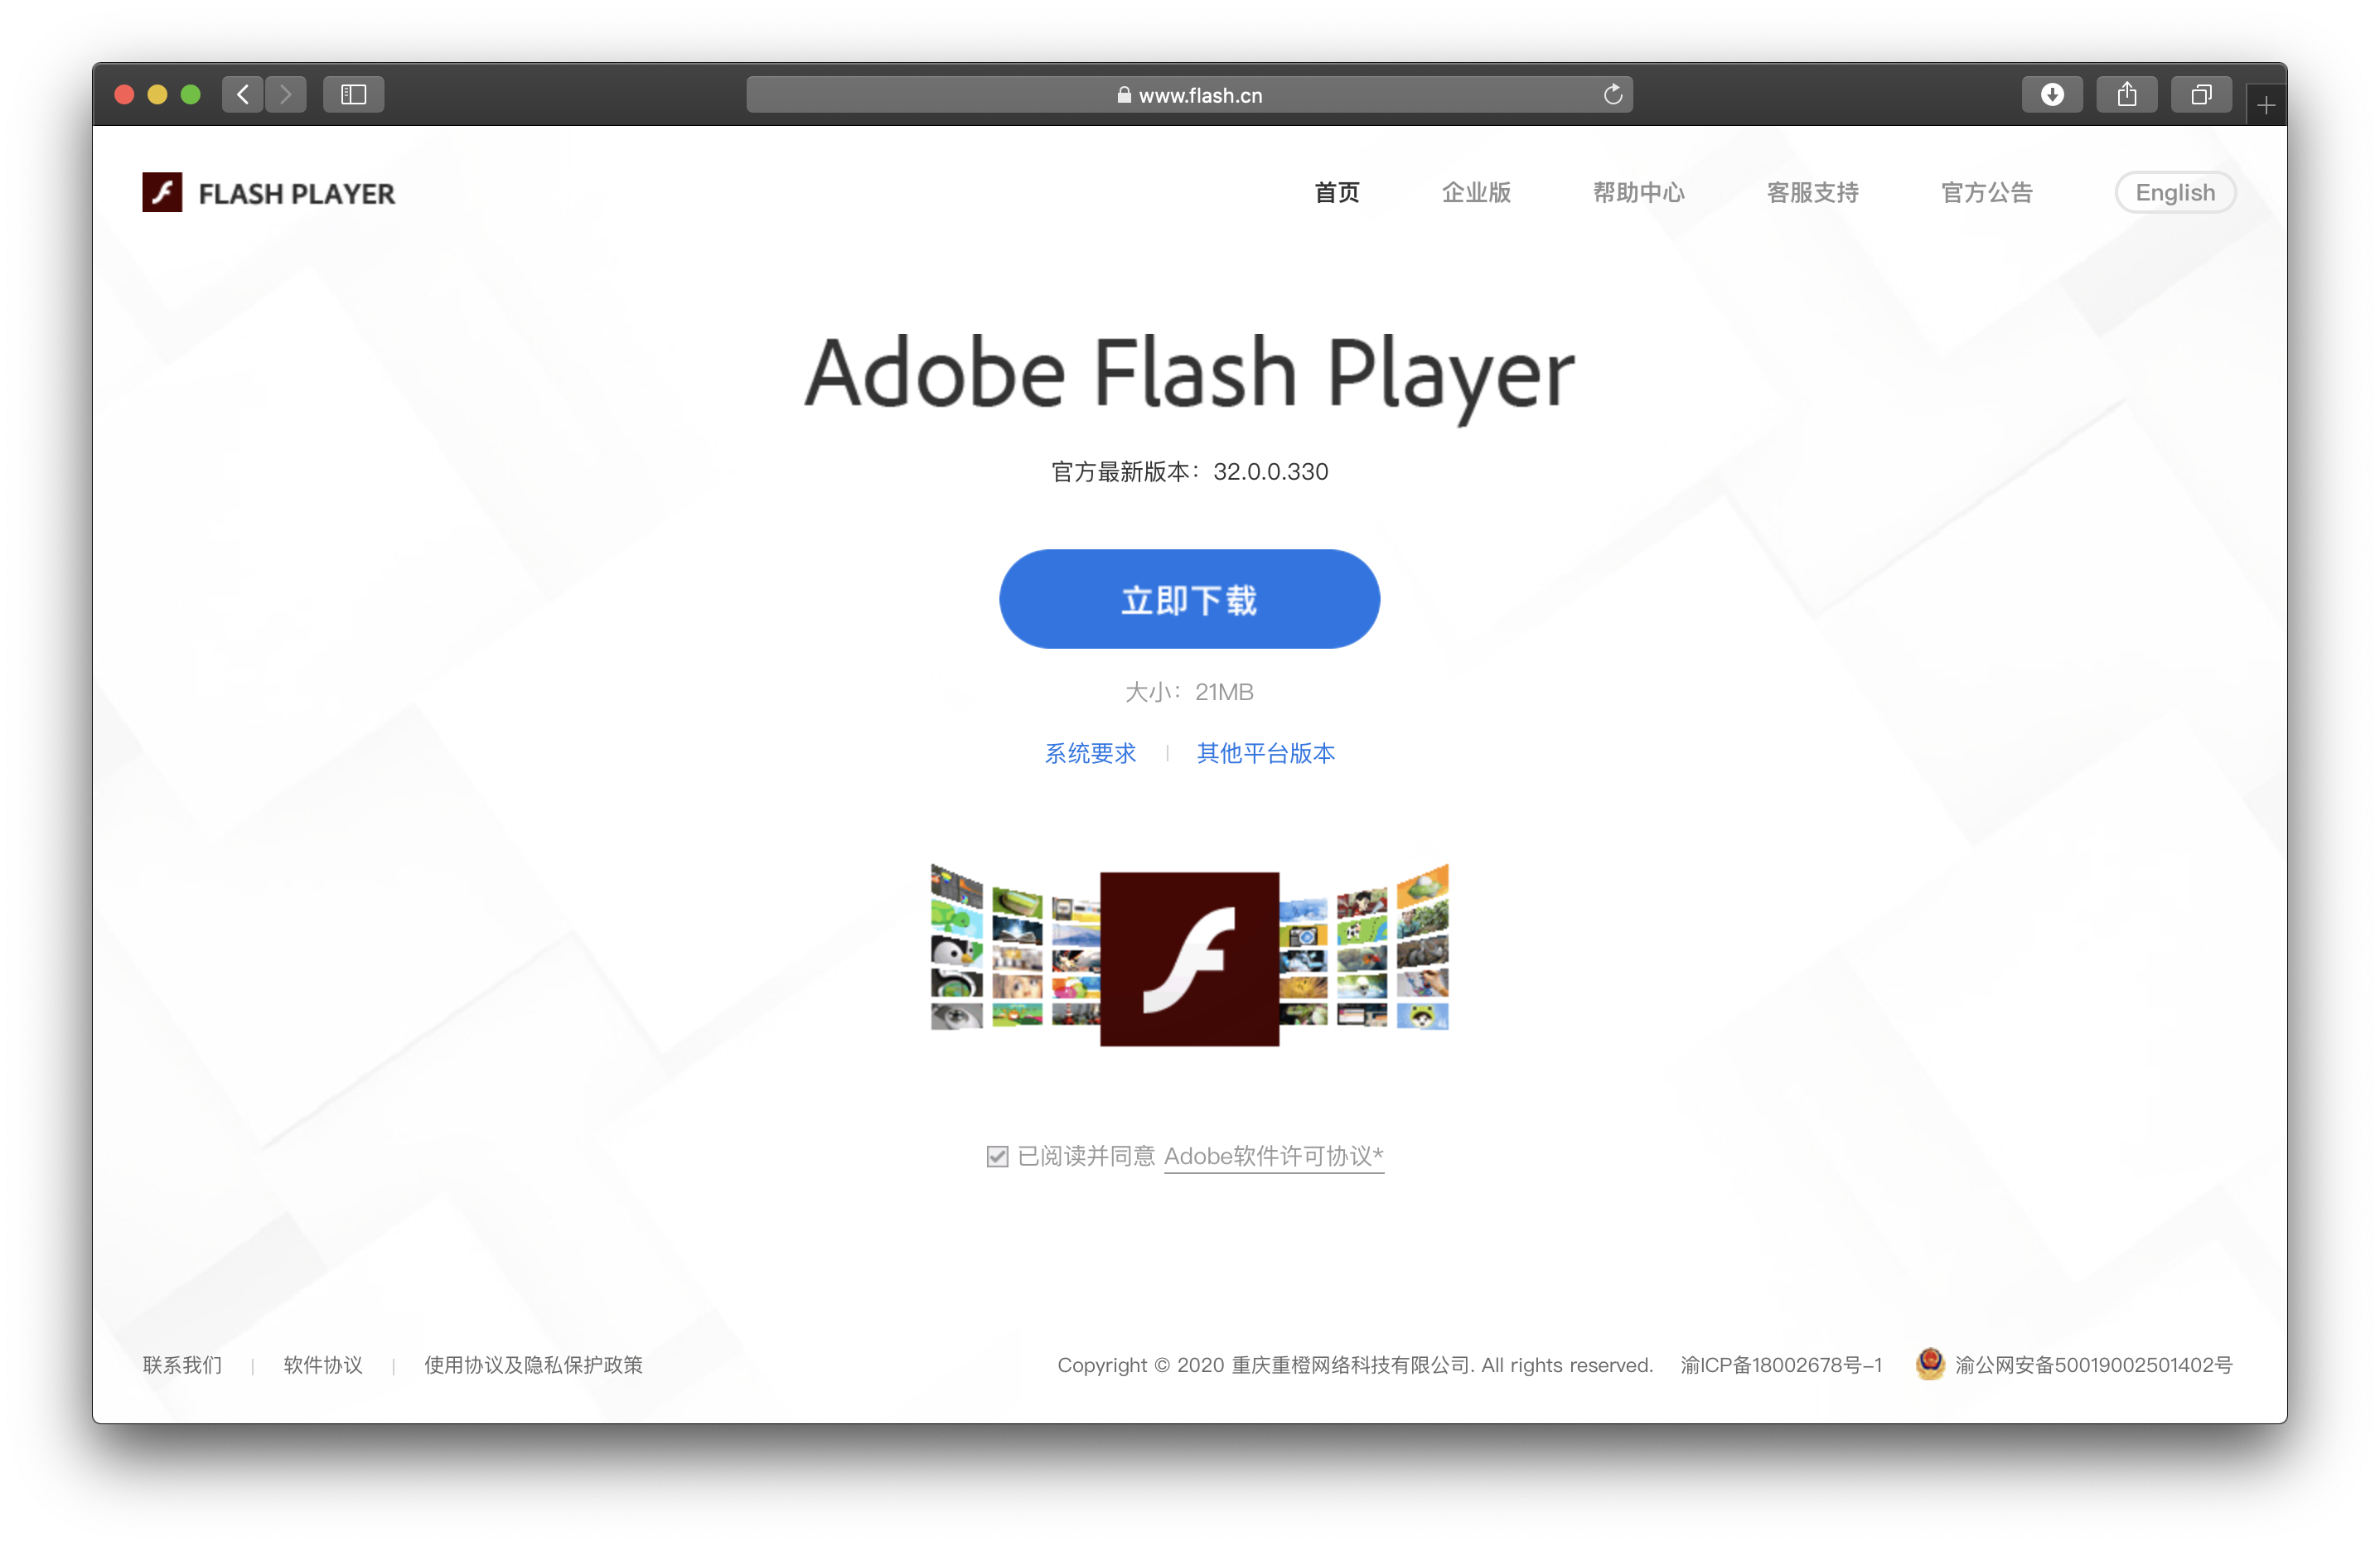 www.flash.cn
FLASH PLAYER
首页 企业版 帮助中心 客服支持 官方公告 English
Adobe Flash Player
官方最新版本：32.0.0.330
立即下载
大小：21MB
系统要求 | 其他平台版本
已阅读并同意 Adobe软件许可协议*
联系我们 | 软件协议 | 使用协议及隐私保护政策
Copyright © 2020 重庆重橙网络科技有限公司. All rights reserved. 渝ICP备18002678号-1 渝公网安备50019002501402号